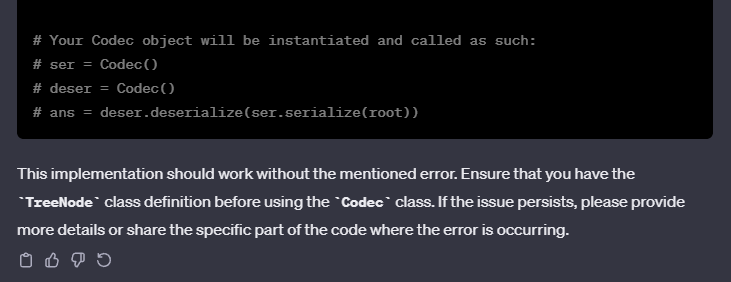 # Your Codec object will be instantiated and called as such:
# ser = Codec()
# deser = Codec()
# ans = deser.deserialize(ser.serialize(root))
This implementation should work without the mentioned error. Ensure that you have the
`TreeNode` class definition before using the `Codec` class. If the issue persists, please provide
more details or share the specific part of the code where the error is occurring.